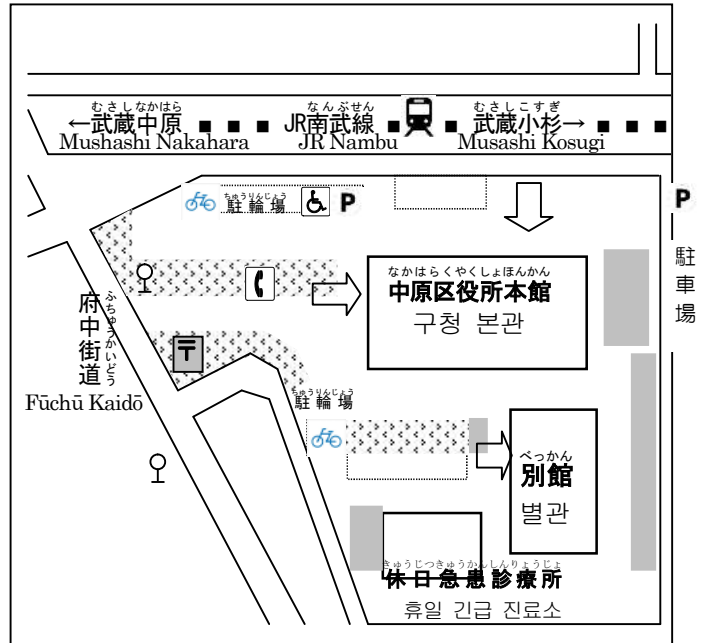 むさしなかはら なんぶせん むさしこすぎ
←武蔵中原 JR南武線 武蔵小杉→
Mushashi Nakahara JR Nambu Musashi Kosugi
ちゅうりんじょう
駐輪場 P
P
駐車場
なかはらくやくしょほんかん
中原区役所本館
구청 본관
ふちゅうかいどう
府中街道
Fūchū Kaidō
〒
ちゅうりんじょう
駐輪場
べっかん
別館
별관
きゅうじつきゅうかんしんりょうじょ
休日急患診療所
휴일 긴급 진료소